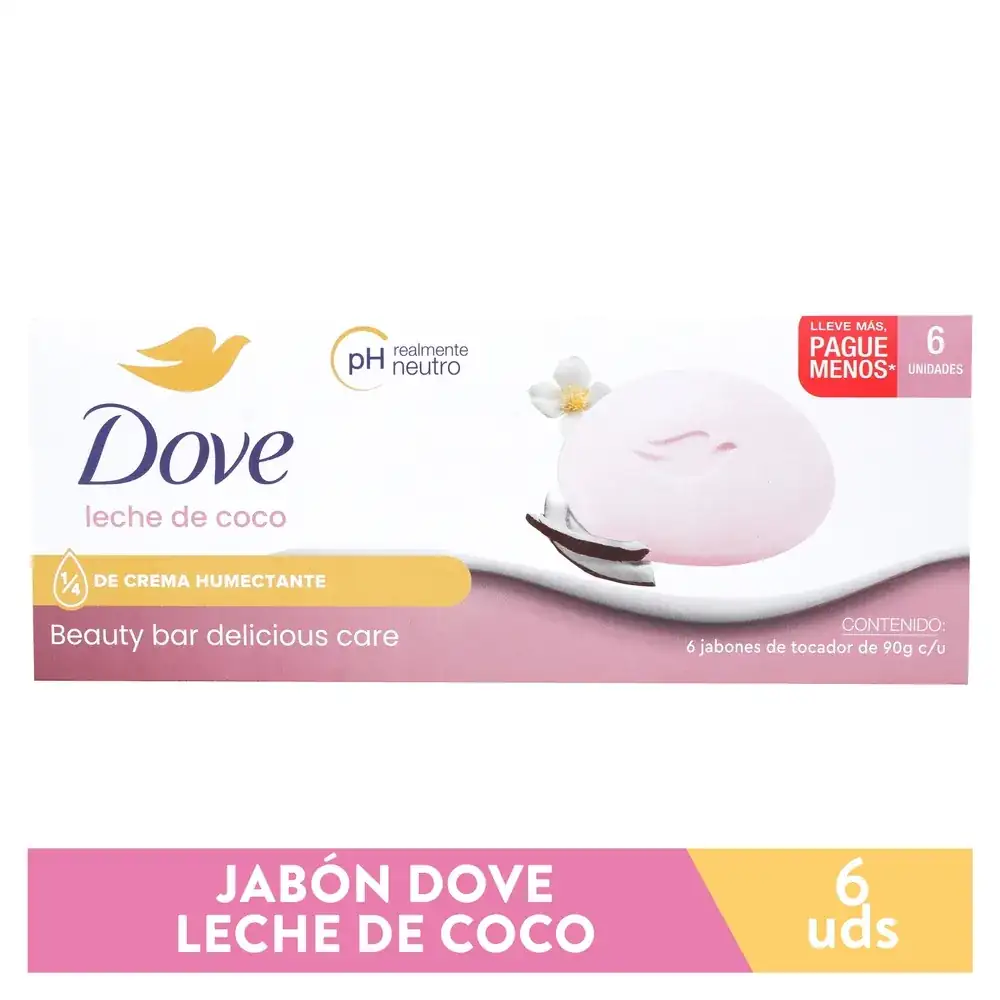 Dove
leche de coco
pH realmente
neutro
LLEVE MÁS,
PAGUE
MENOS*
6
UNIDADES
1/4 DE CREMA HUMECTANTE
Beauty bar delicious care
CONTENIDO:
6 jabones de tocador de 90g c/u
JABÓN DOVE
LECHE DE COCO
6
uds